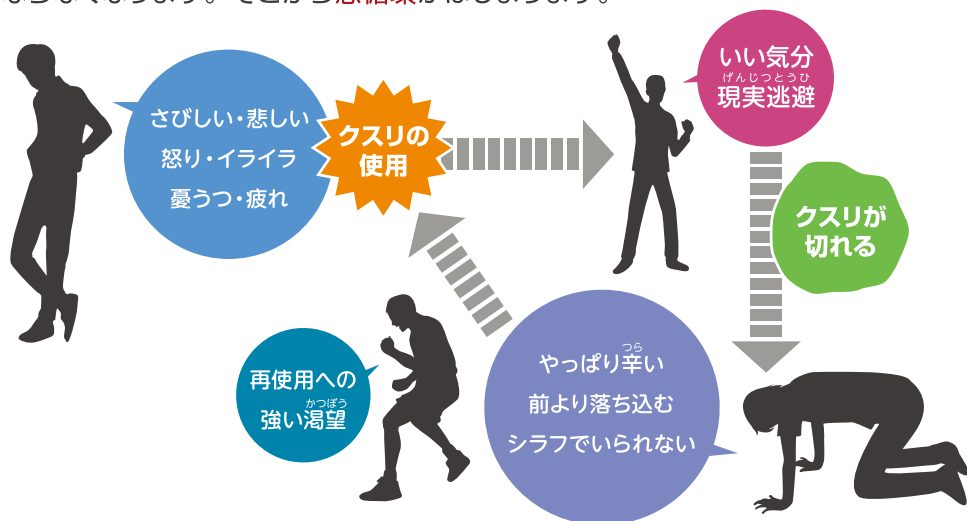 悪循環
さびしい・悲しい
怒り・イライラ
憂うつ・疲れ
クスリの
使用
いい気分
げんじつとうひ
現実逃避
クスリが
切れる
つら
やっぱり辛い
前より落ち込む
シラフでいられない
再使用への
かつぼう
強い渇望